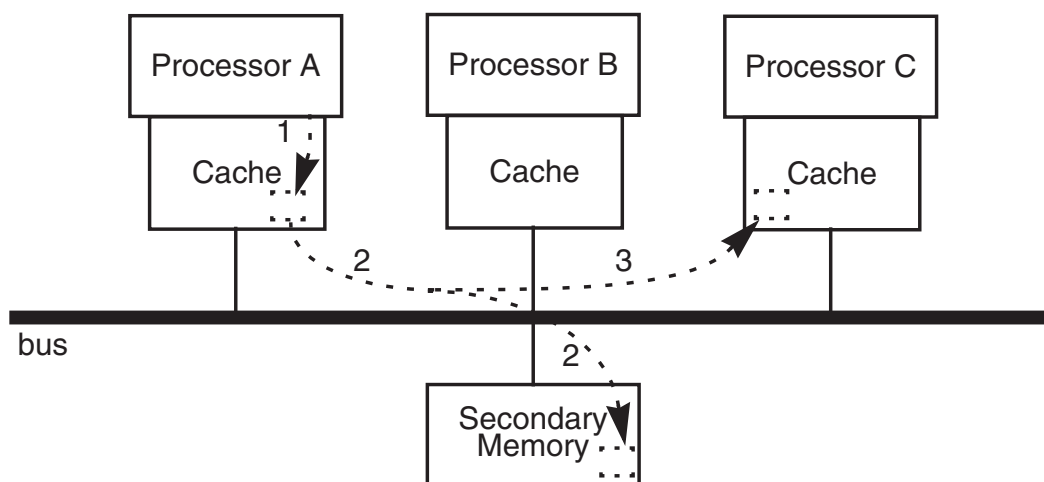 Processor A
Processor B
Processor C
1
Cache
Cache
Cache
2
3
bus
2
Secondary
Memory